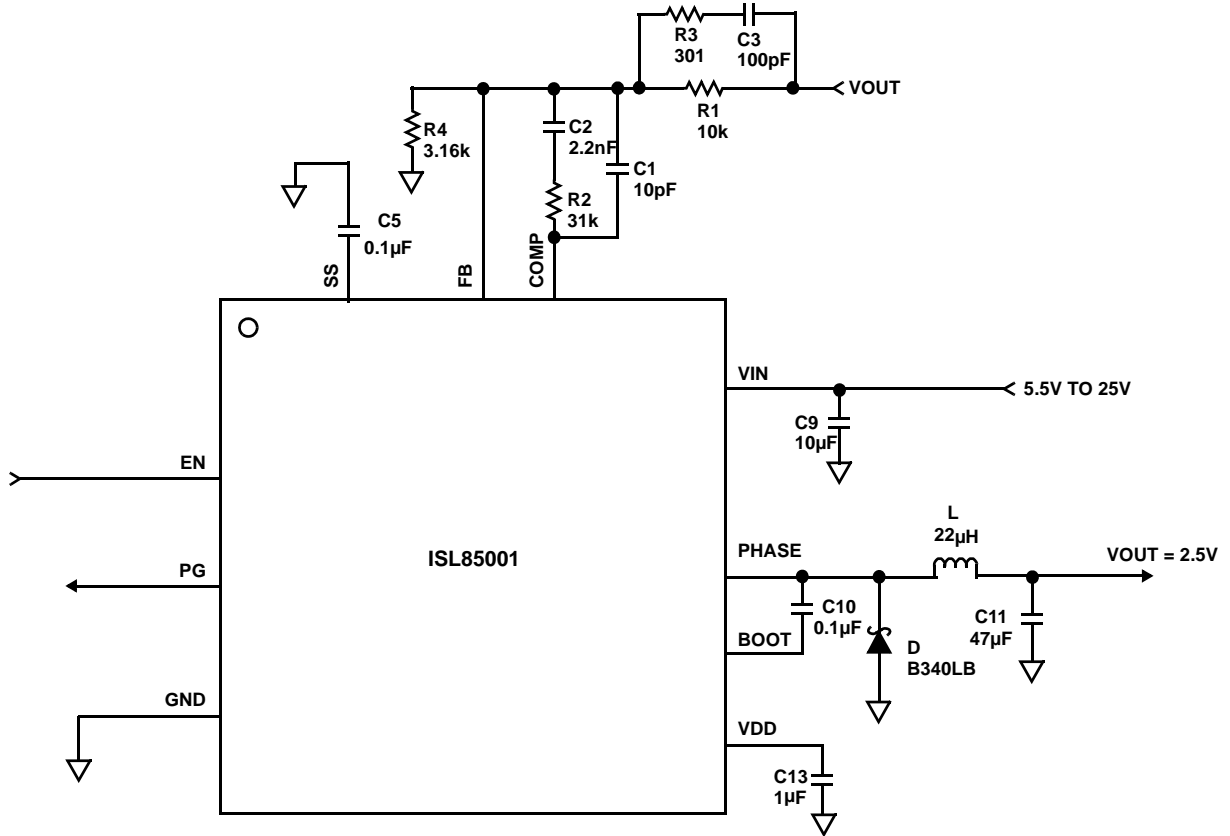 R3
301
C3
100pF
VOUT
R1
10k
R4
3.16k
C2
2.2nF
C1
10pF
R2
31k
C5
0.1µF
SS
FB
COMP
VIN
5.5V TO 25V
C9
10µF
EN
ISL85001
PHASE
L
22µH
VOUT = 2.5V
PG
C10
0.1µF
BOOT
D
B340LB
C11
47µF
GND
VDD
C13
1µF